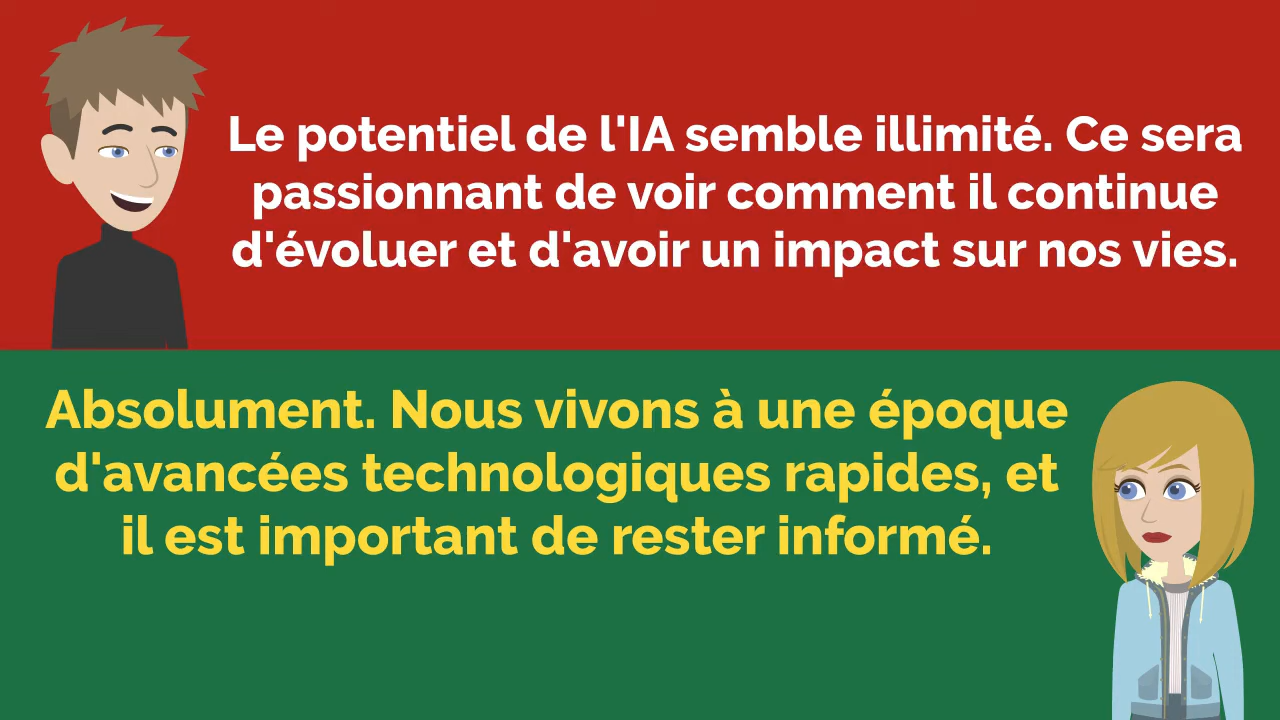 Le potentiel de l'IA semble illimité. Ce sera
passionnant de voir comment il continue
d'évoluer et d'avoir un impact sur nos vies.
Absolument. Nous vivons à une époque
d'avancées technologiques rapides, et
il est important de rester informé.